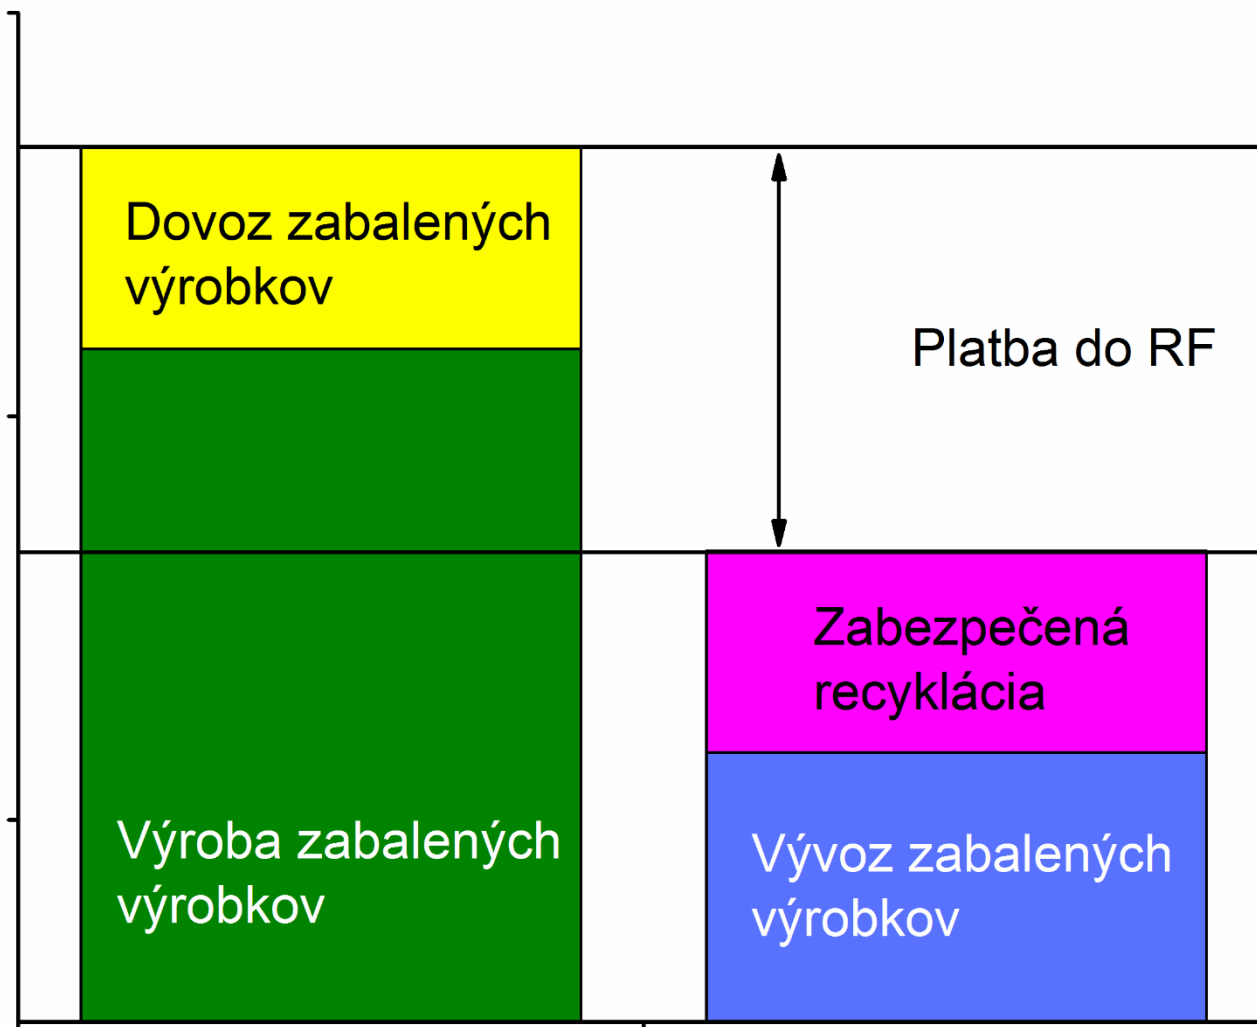 Dovoz zabalených
výrobkov
Platba do RF
Zabezpečená
recyklácia
Výroba zabalených
výrobkov
Vývoz zabalených
výrobkov